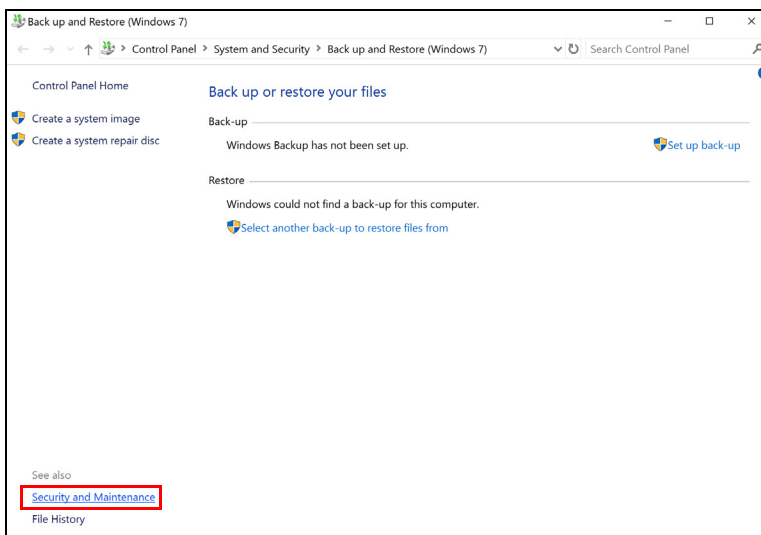 Back up and Restore (Windows 7)
Control Panel > System and Security > Back up and Restore (Windows 7)
Search Control Panel
Control Panel Home
Create a system image
Create a system repair disc
Back up or restore your files
Back-up
Windows Backup has not been set up.
Set up back-up
Restore
Windows could not find a back-up for this computer.
Select another back-up to restore files from
See also
Security and Maintenance
File History